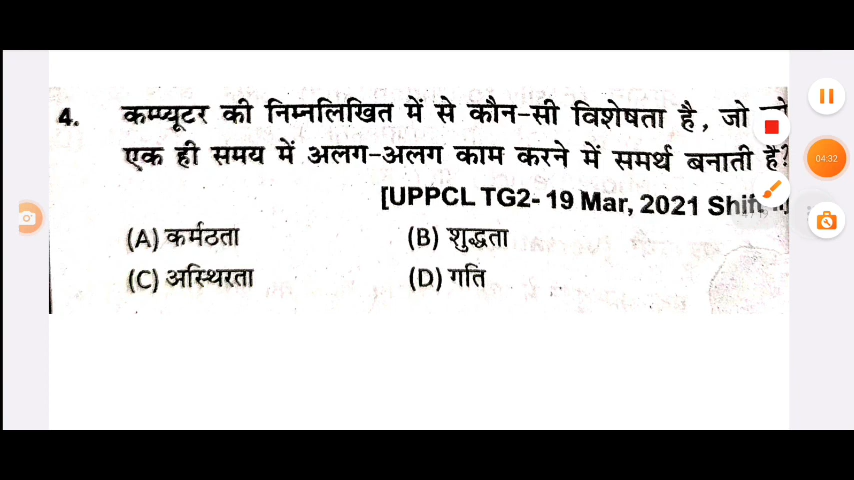 4. कम्प्यूटर की निम्नलिखित में से कौन-सी विशेषता है, जो
एक ही समय में अलग-अलग काम करने में समर्थ बनाती है?
[UPPCL TG2- 19 Mar, 2021 Shift
(A) कर्मठता (B) शुद्धता
(C) अस्थिरता (D) गति
04:32